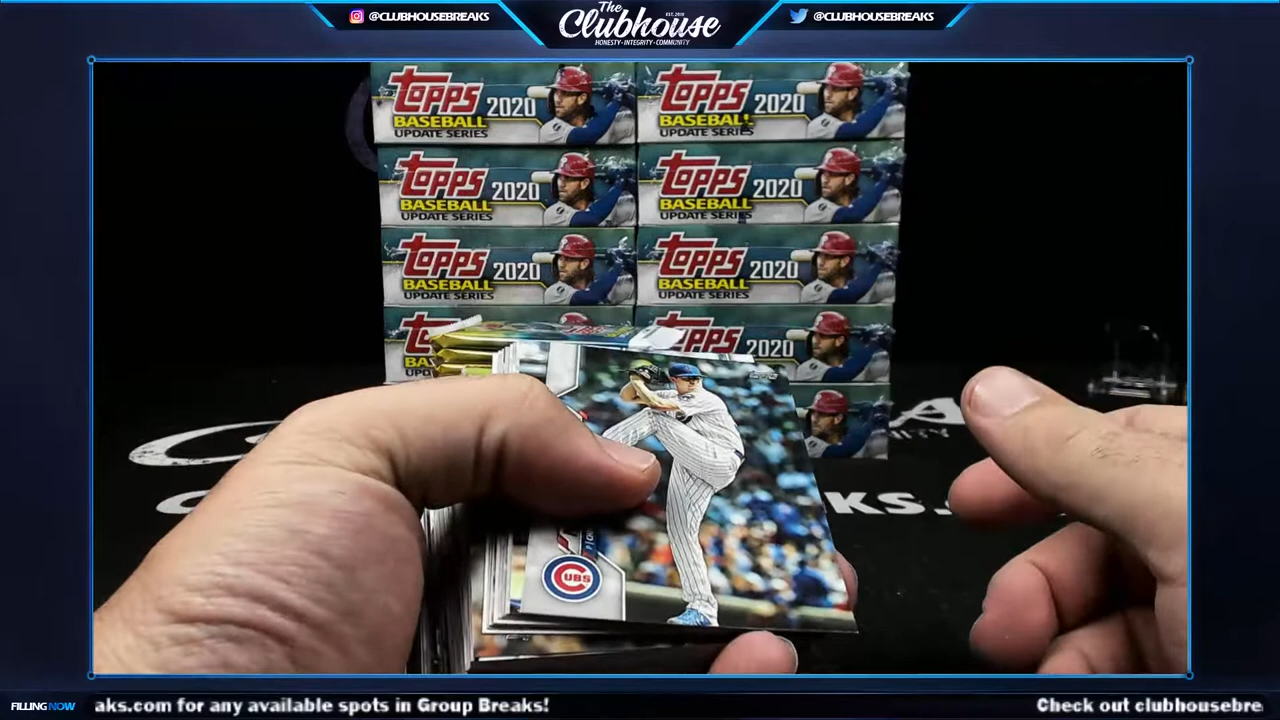 @CLUBHOUSEBREAKS
The
Clubhouse
EST. 2018
HONESTY • INTEGRITY • COMMUNITY
@CLUBHOUSEBREAKS
Topps 2020
BASEBALL
UPDATE SERIES
Topps 2020
BASEBALL
UPDATE SERIES
Topps 2020
BASEBALL
UPDATE SERIES
Topps 2020
BASEBALL
UPDATE SERIES
Topps 2020
BASEBALL
UPDATE SERIES
Topps 2020
BASEBALL
UPDATE SERIES
Topps 2020
CUBS
FILLING NOW
aks.com for any available spots in Group Breaks!
Check out clubhousebre